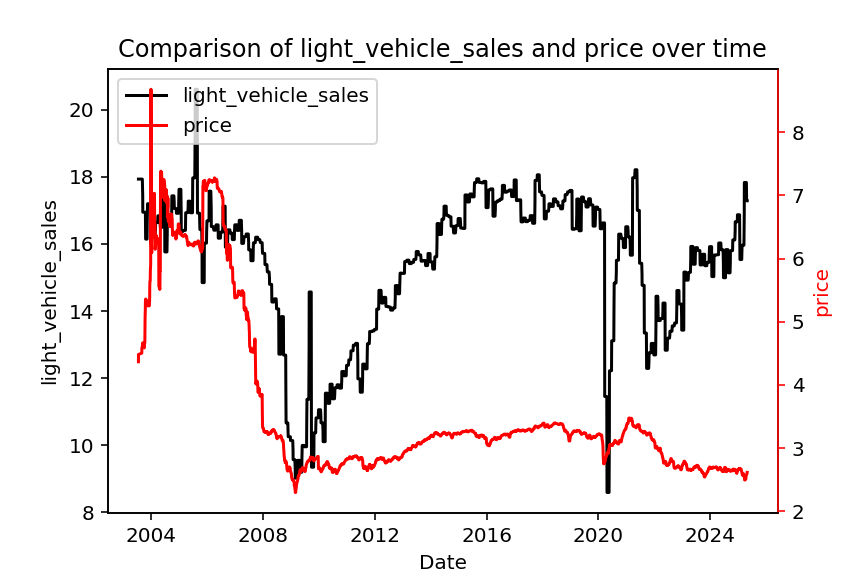 Comparison of light_vehicle_sales and price over time
light_vehicle_sales
price
20
18
16
14
12
10
8
light_vehicle_sales
8
7
6
5
4
3
2
price
2004 2008 2012 2016 2020 2024
Date